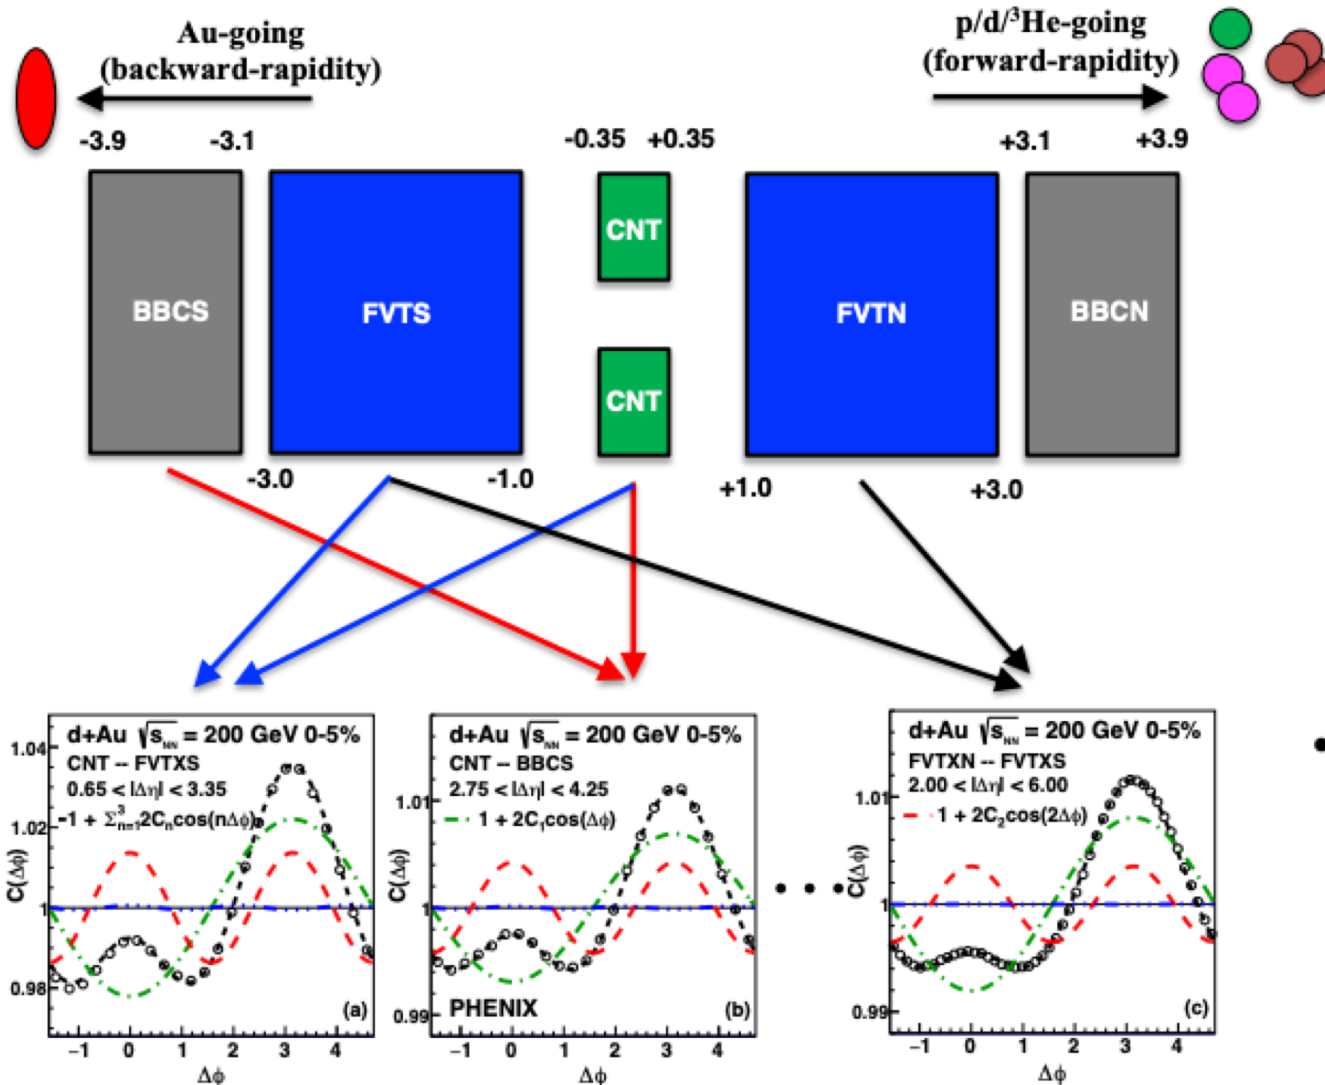 Au-going
(backward-rapidity)
p/d/³He-going
(forward-rapidity)
-3.9 -3.1 -0.35 +0.35 +3.1 +3.9
CNT
BBCS FVTS FVTN BBCN
CNT
-3.0 -1.0 +1.0 +3.0
d+Au √s_NN = 200 GeV 0-5%
CNT -- FVTXS
0.65 < |Δη| < 3.35
1 + Σ³ₙ₌₁2Cₙcos(nΔϕ)
1.04
1.02
1
0.98
C(Δϕ)
(a)
−1 0 1 2 3 4
Δϕ
d+Au √s_NN = 200 GeV 0-5%
CNT -- BBCS
2.75 < |Δη| < 4.25
1 + 2C₁cos(Δϕ)
1.01
1
0.99
PHENIX
(b)
−1 0 1 2 3 4
Δϕ
d+Au √s_NN = 200 GeV 0-5%
FVTXN -- FVTXS
2.00 < |Δη| < 6.00
1 + 2C₂cos(2Δϕ)
1.01
1
0.99
C(Δϕ)
(c)
−1 0 1 2 3 4
Δϕ